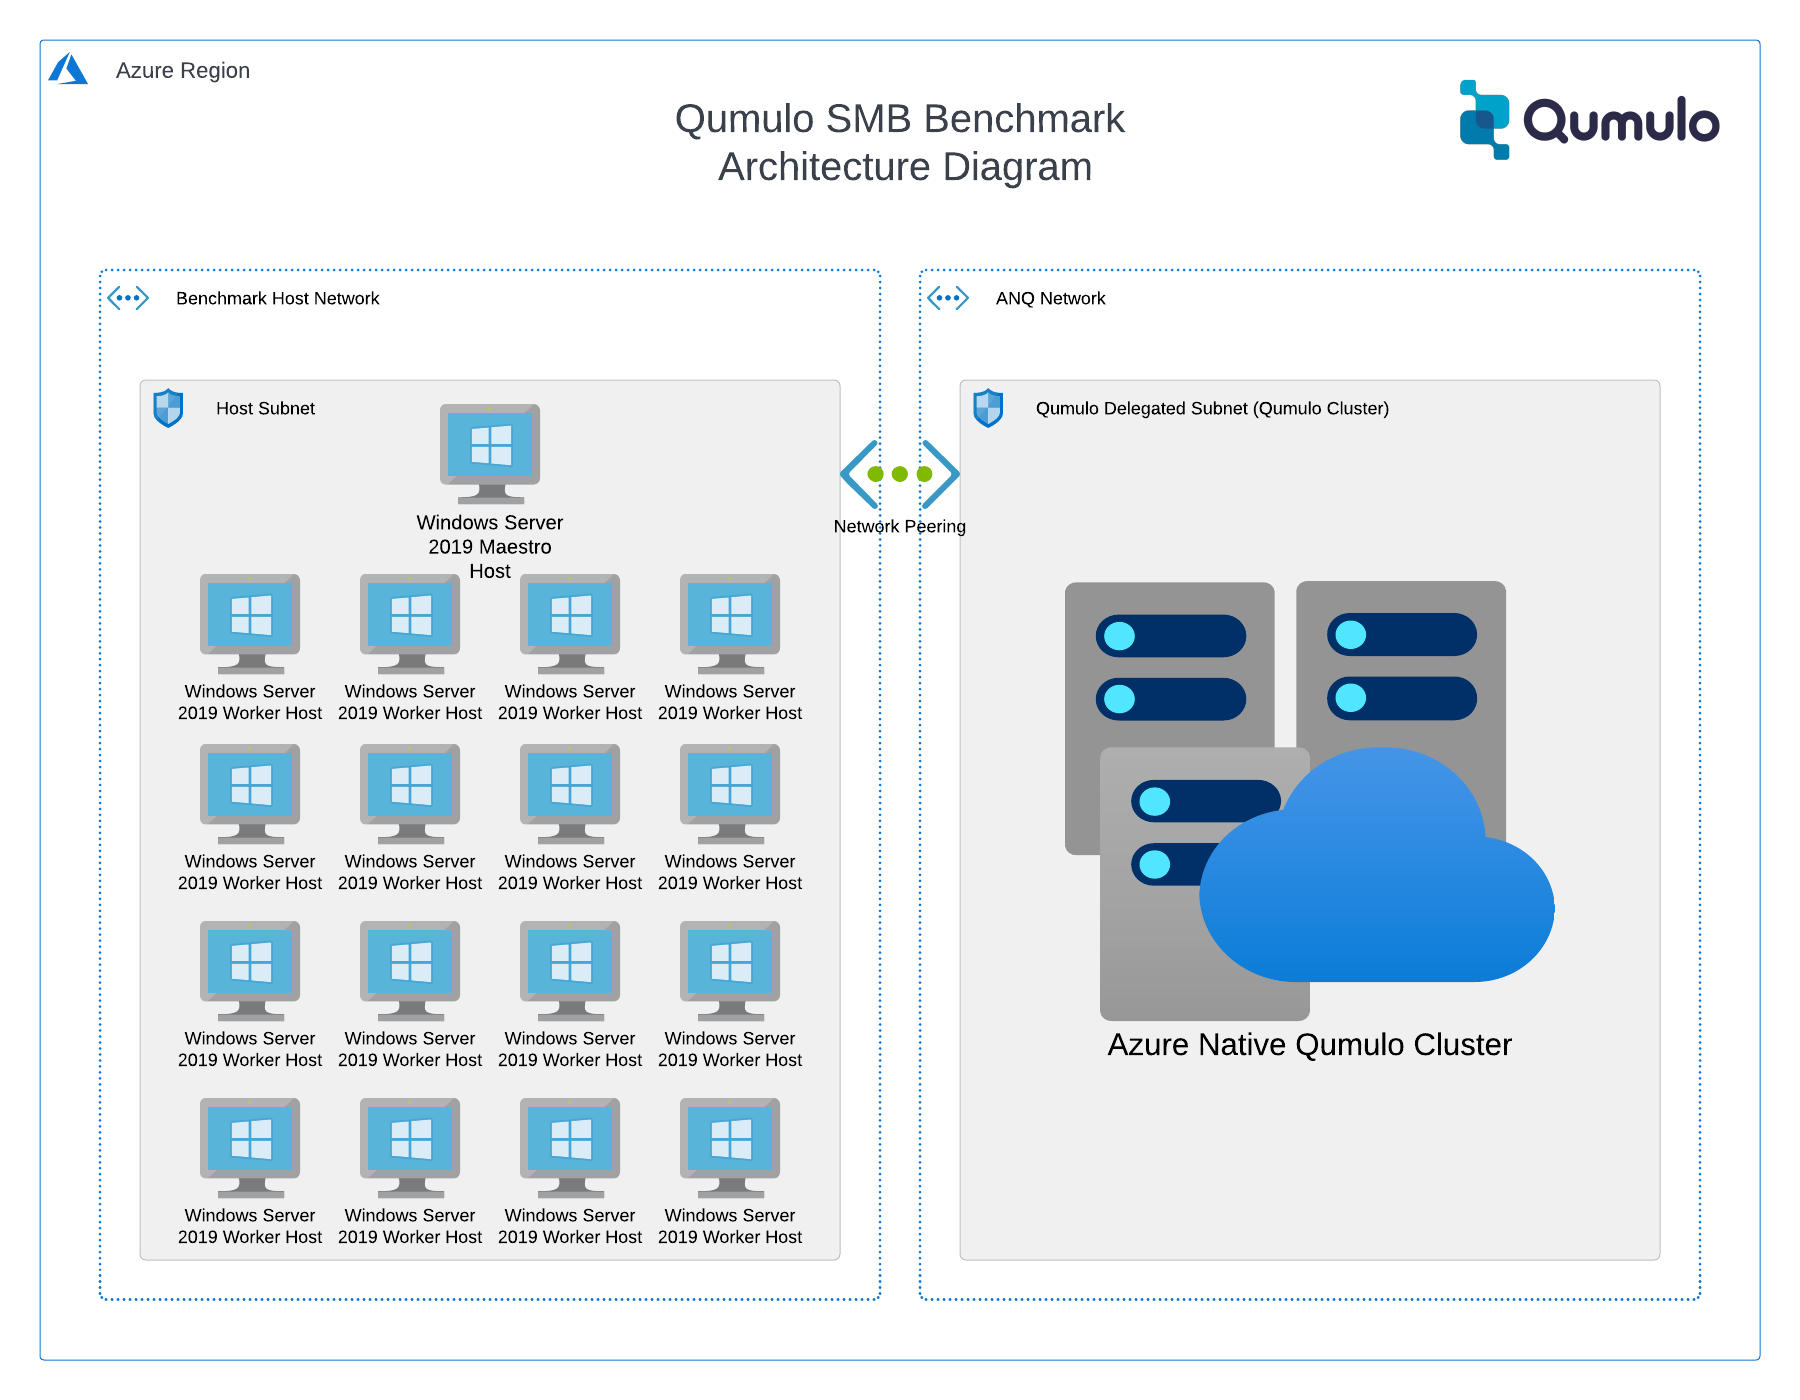 Azure Region
Qumulo SMB Benchmark
Architecture Diagram
Qumulo
Benchmark Host Network
ANQ Network
Host Subnet
Qumulo Delegated Subnet (Qumulo Cluster)
Windows Server
2019 Maestro
Host
Network Peering
Windows Server
2019 Worker Host
Windows Server
2019 Worker Host
Windows Server
2019 Worker Host
Windows Server
2019 Worker Host
Windows Server
2019 Worker Host
Windows Server
2019 Worker Host
Windows Server
2019 Worker Host
Windows Server
2019 Worker Host
Windows Server
2019 Worker Host
Windows Server
2019 Worker Host
Windows Server
2019 Worker Host
Windows Server
2019 Worker Host
Windows Server
2019 Worker Host
Windows Server
2019 Worker Host
Windows Server
2019 Worker Host
Windows Server
2019 Worker Host
Azure Native Qumulo Cluster